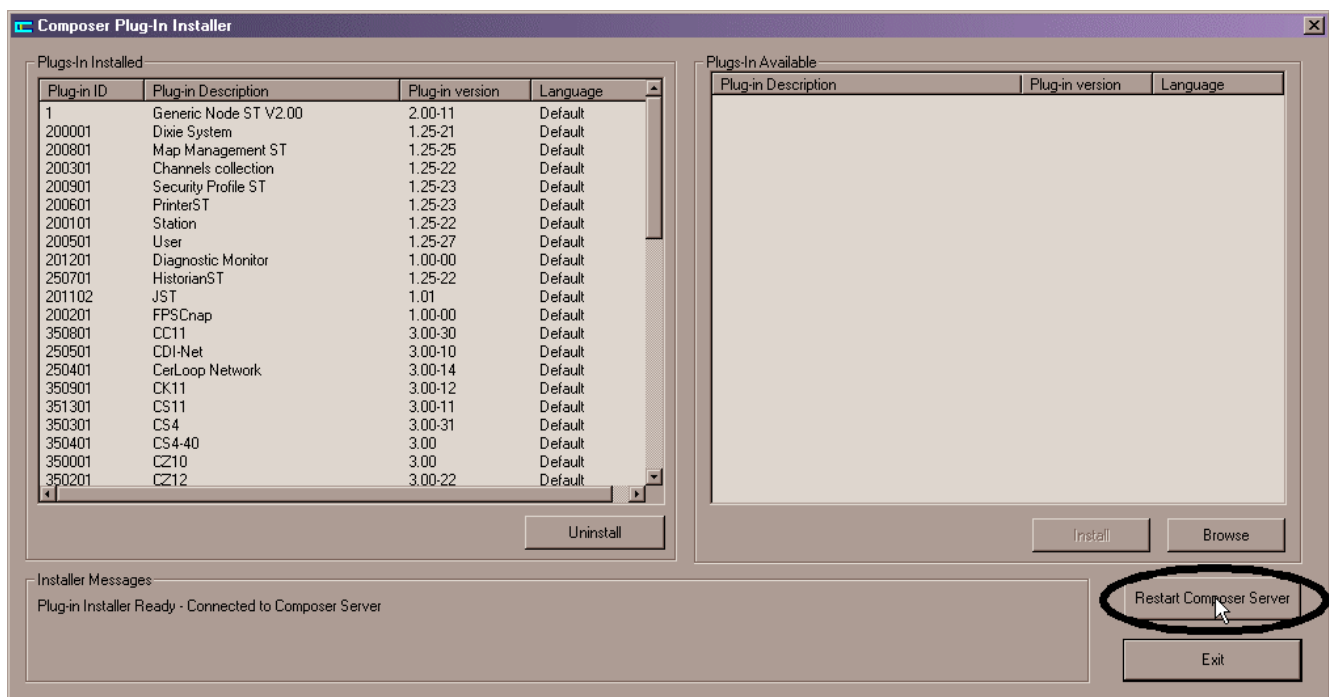 Composer Plug-In Installer
Plugs-In Installed
Plug-in ID Plug-in Description Plug-in version Language
1 Generic Node ST V2.00 2.00-11 Default
200001 Dixie System 1.25-21 Default
200801 Map Management ST 1.25-25 Default
200301 Channels collection 1.25-22 Default
200901 Security Profile ST 1.25-23 Default
200601 PrinterST 1.25-23 Default
200101 Station 1.25-22 Default
200501 User 1.25-27 Default
201201 Diagnostic Monitor 1.00-00 Default
250701 HistorianST 1.25-22 Default
201102 JST 1.01 Default
200201 FPSCnap 1.00-00 Default
350801 CC11 3.00-30 Default
250501 CDI-Net 3.00-10 Default
250401 CerLoop Network 3.00-14 Default
350901 CK11 3.00-12 Default
351301 CS11 3.00-11 Default
350301 CS4 3.00-31 Default
350401 CS4-40 3.00 Default
350001 CZ10 3.00 Default
350201 CZ12 3.00-22 Default
Uninstall
Plugs-In Available
Plug-in Description Plug-in version Language
Install Browse
Installer Messages
Plug-in Installer Ready - Connected to Composer Server
Restart Composer Server
Exit